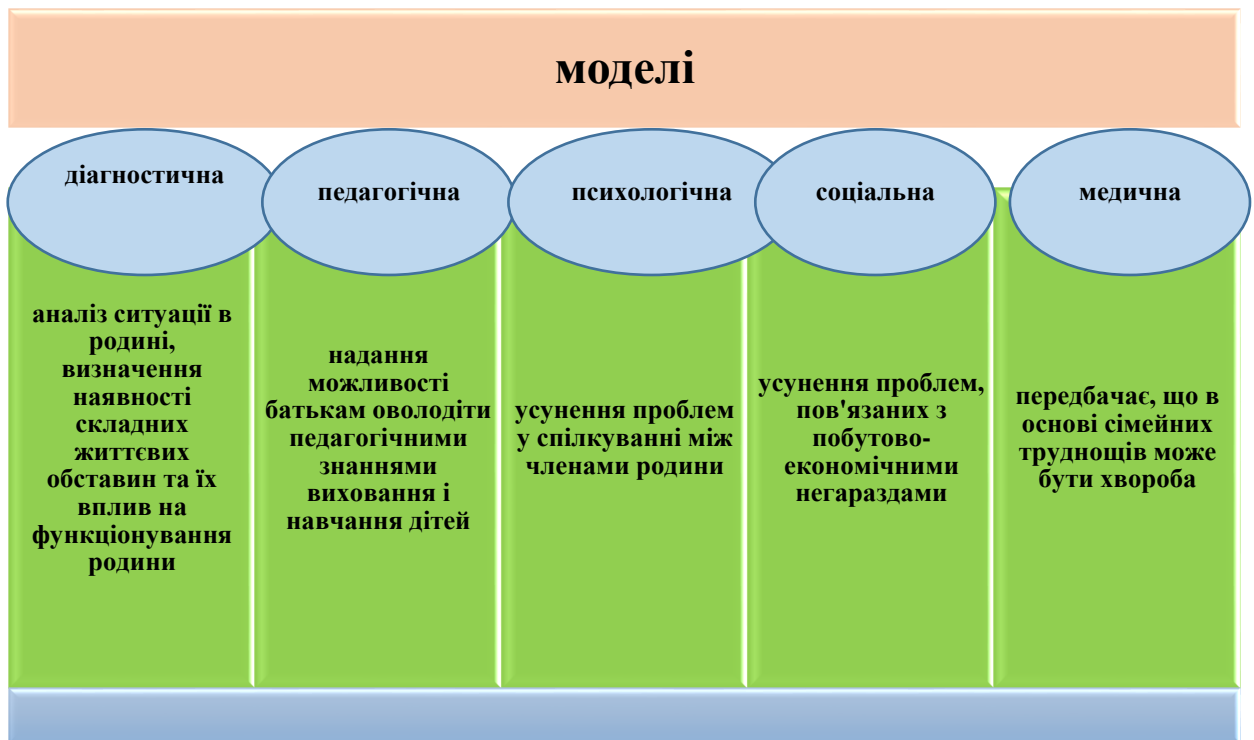 моделі
діагностична
педагогічна
психологічна
соціальна
медична
аналіз ситуації в
родині,
визначення
наявності
складних
життєвих
обставин та їх
вплив на
функціонування
родини
надання
можливості
батькам оволодіти
педагогічними
знаннями
виховання і
навчання дітей
усунення проблем
у спілкуванні між
членами родини
усунення проблем,
пов'язаних з
побутово-
економічними
негараздами
передбачає, що в
основі сімейних
труднощів може
бути хвороба